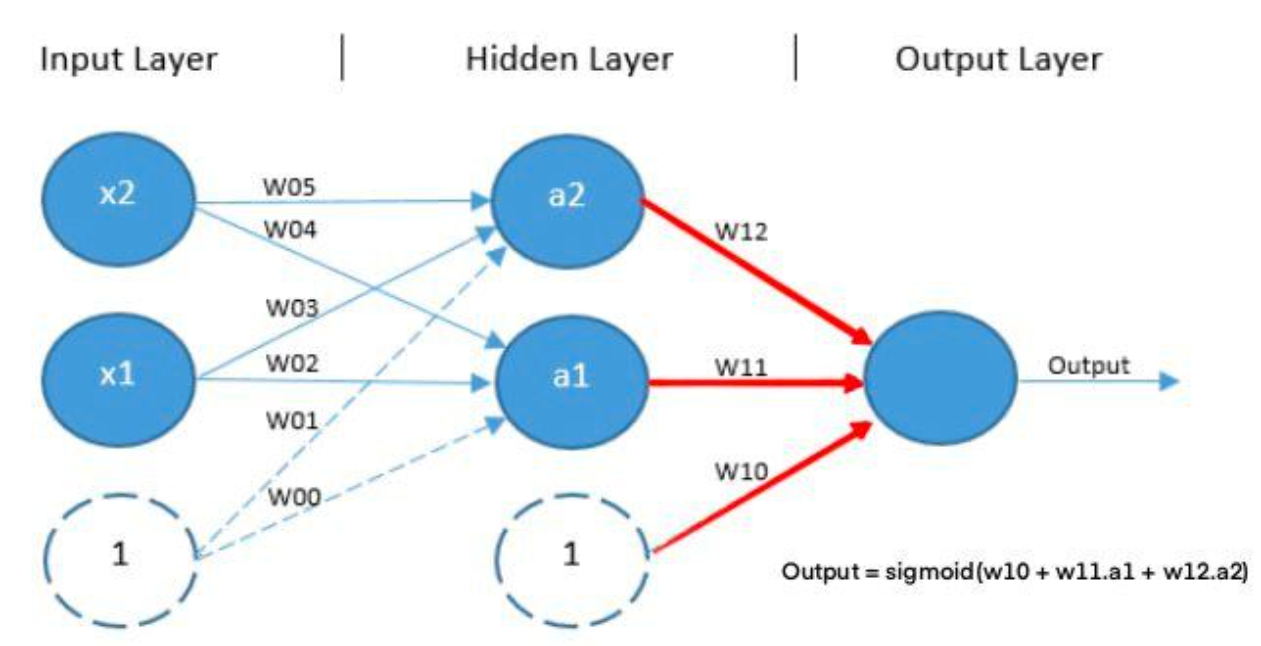 Input Layer | Hidden Layer | Output Layer
x2
W05
W04
a2
W12
x1
W03
W02
W01
a1
W11
Output
W00
W10
1
1
Output = sigmoid(w10 + w11.a1 + w12.a2)